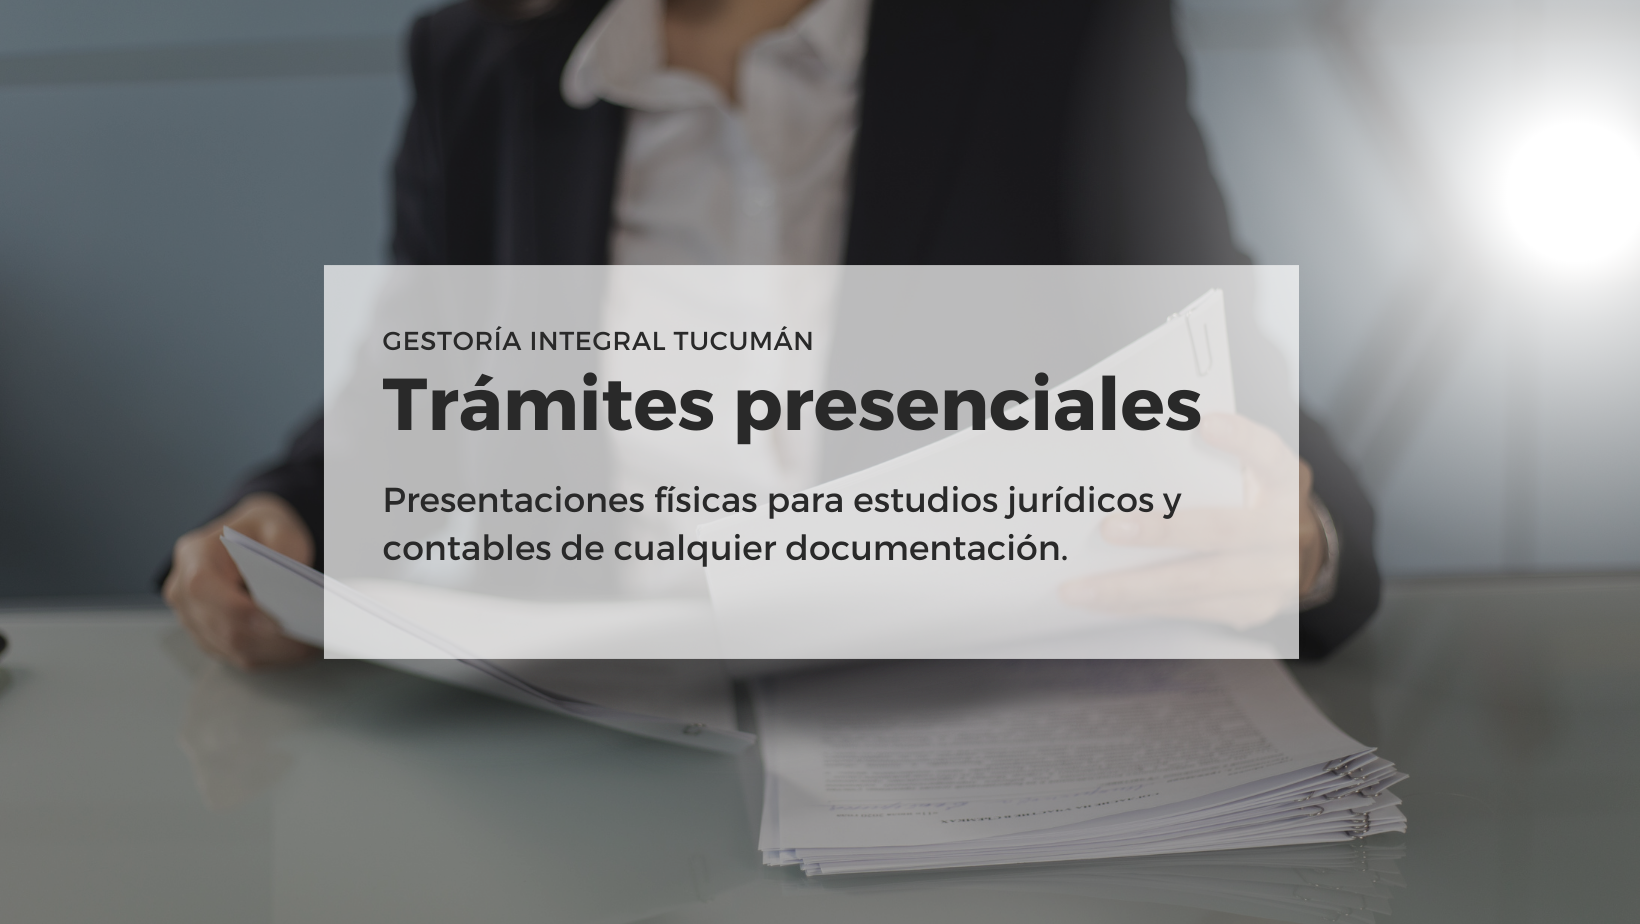 GESTORÍA INTEGRAL TUCUMÁN
Trámites presenciales
Presentaciones físicas para estudios jurídicos y
contables de cualquier documentación.